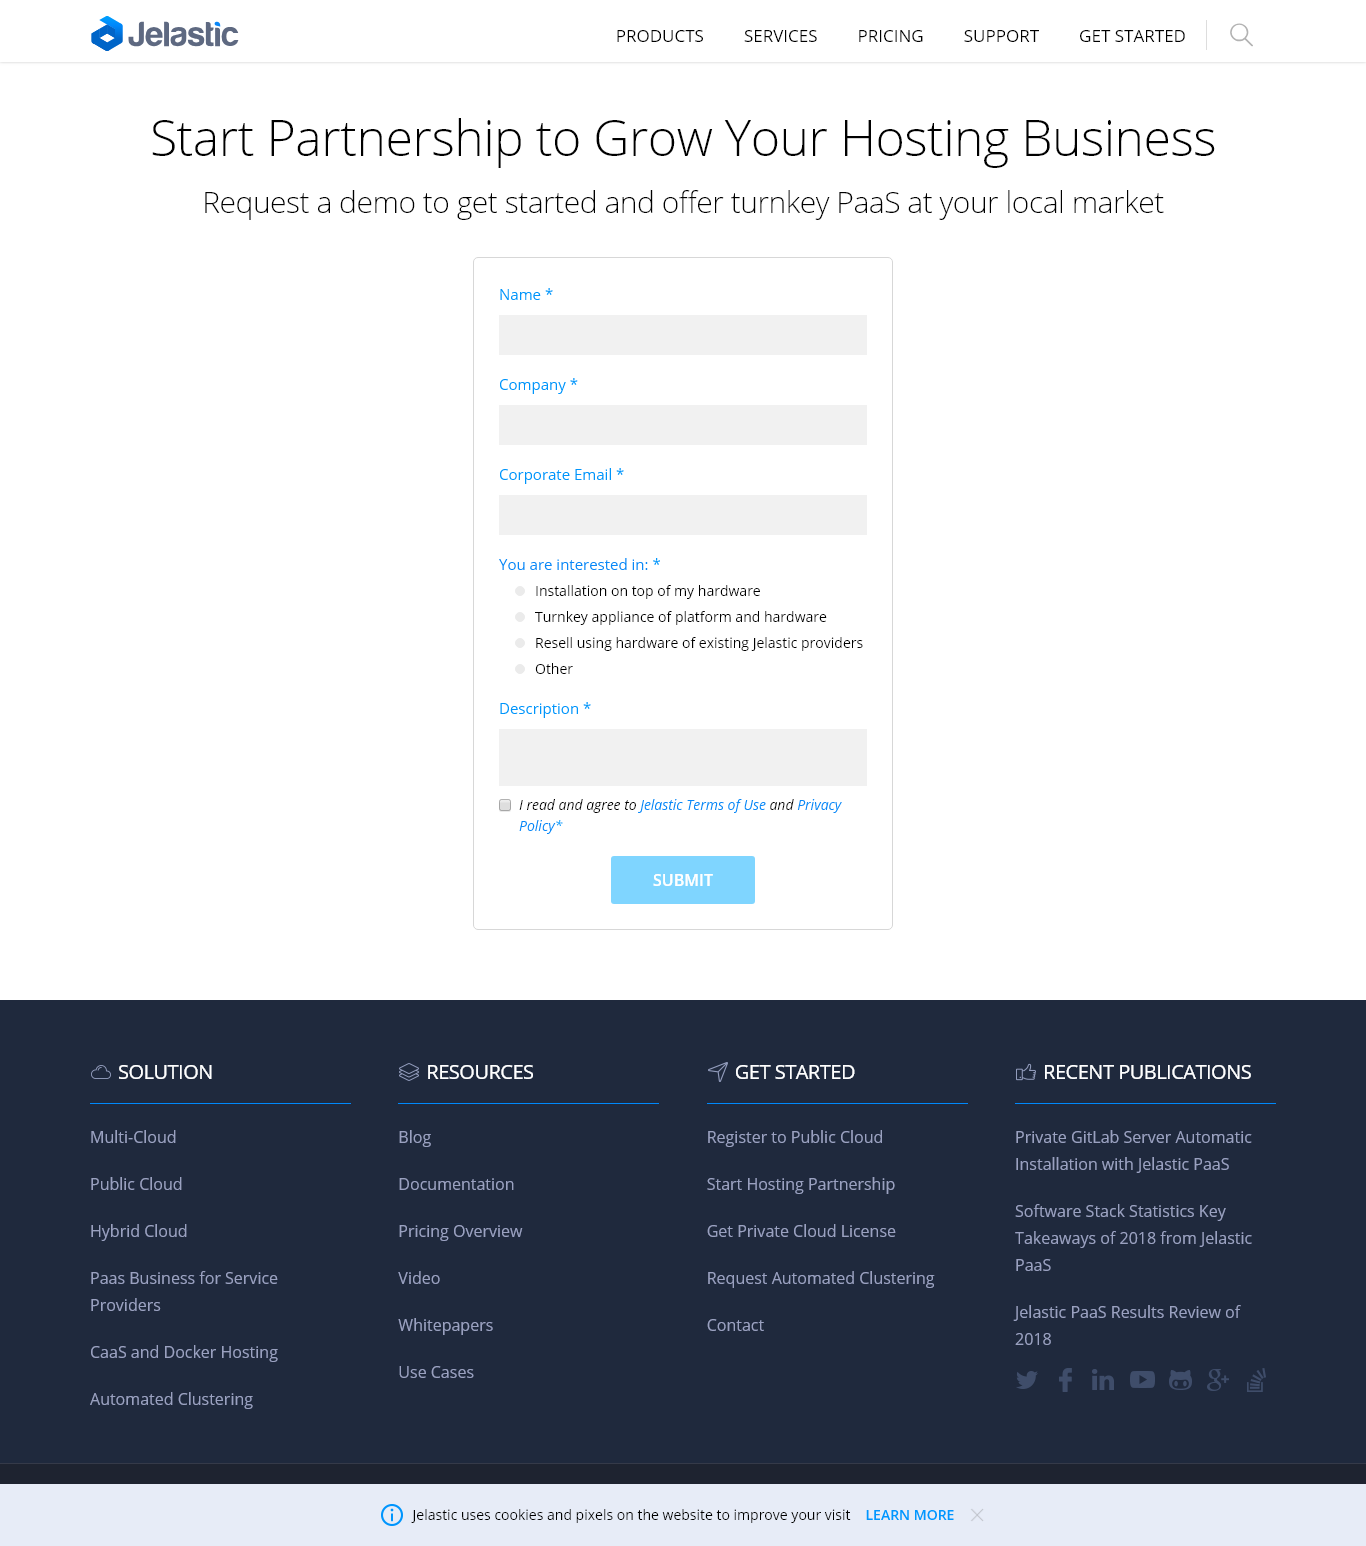 Jelastic
PRODUCTS SERVICES PRICING SUPPORT GET STARTED
Start Partnership to Grow Your Hosting Business
Request a demo to get started and offer turnkey PaaS at your local market
Name *
Company *
Corporate Email *
You are interested in: *
Installation on top of my hardware
Turnkey appliance of platform and hardware
Resell using hardware of existing Jelastic providers
Other
Description *
I read and agree to Jelastic Terms of Use and Privacy
Policy*
SUBMIT
SOLUTION
Multi-Cloud
Public Cloud
Hybrid Cloud
Paas Business for Service
Providers
CaaS and Docker Hosting
Automated Clustering
RESOURCES
Blog
Documentation
Pricing Overview
Video
Whitepapers
Use Cases
GET STARTED
Register to Public Cloud
Start Hosting Partnership
Get Private Cloud License
Request Automated Clustering
Contact
RECENT PUBLICATIONS
Private GitLab Server Automatic
Installation with Jelastic PaaS
Software Stack Statistics Key
Takeaways of 2018 from Jelastic
PaaS
Jelastic PaaS Results Review of
2018
Jelastic uses cookies and pixels on the website to improve your visit LEARN MORE